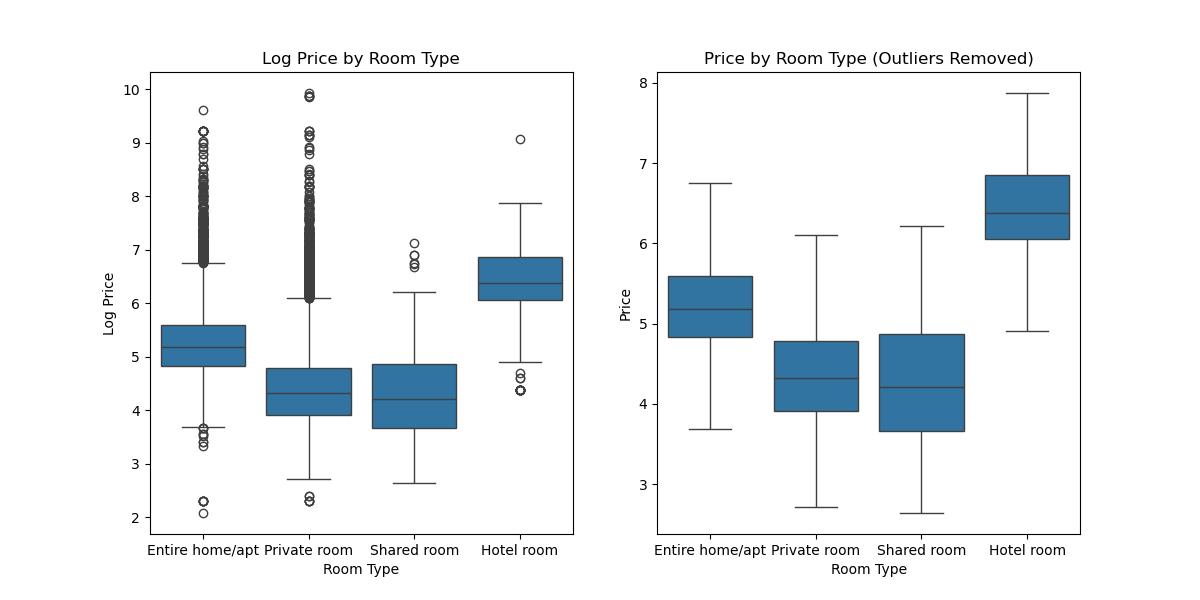 Log Price by Room Type
Log Price
10
9
8
7
6
5
4
3
2
Entire home/apt Private room Shared room Hotel room
Room Type
Price by Room Type (Outliers Removed)
Price
8
7
6
5
4
3
Entire home/apt Private room Shared room Hotel room
Room Type